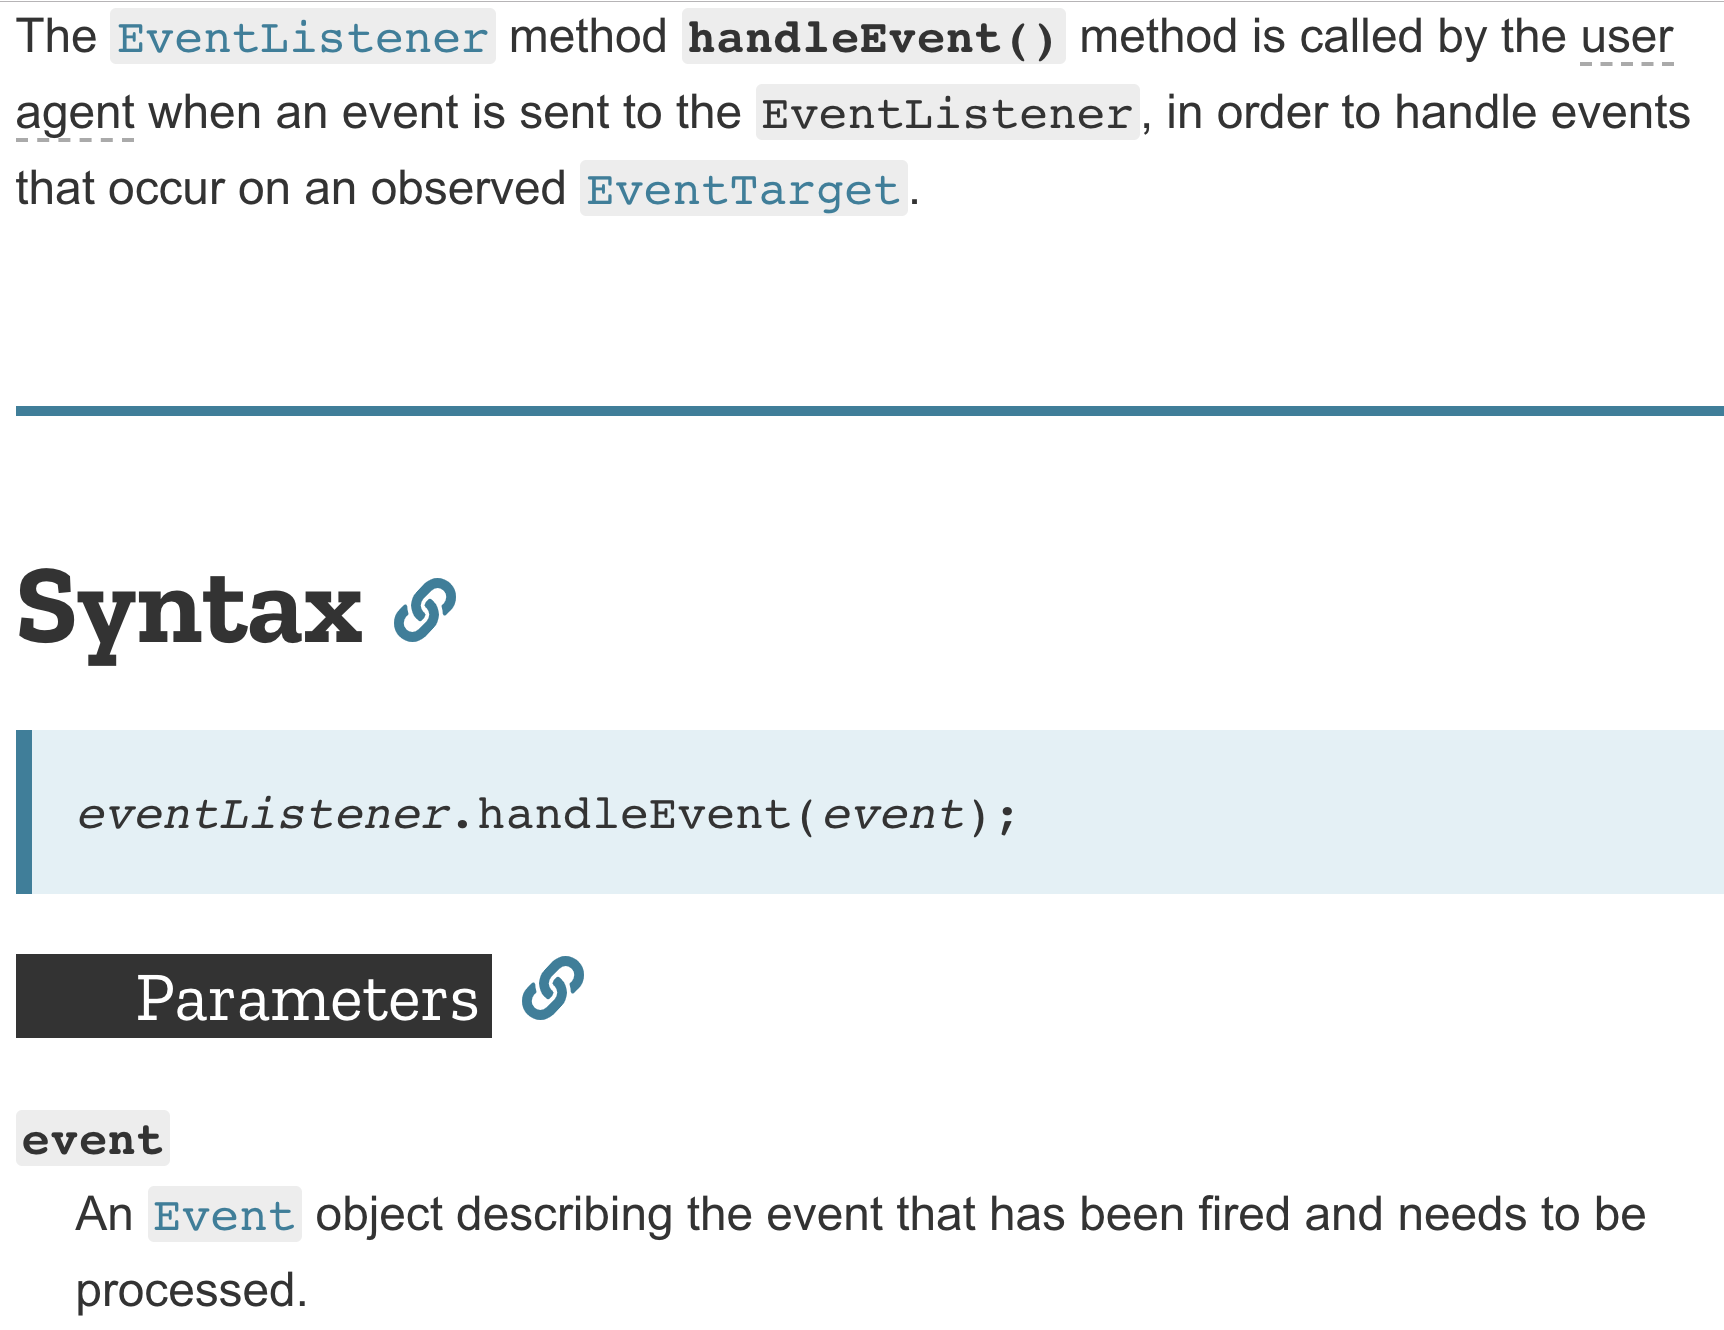 The EventListener method handleEvent() method is called by the user
agent when an event is sent to the EventListener, in order to handle events
that occur on an observed EventTarget.
Syntax
eventListener.handleEvent(event);
Parameters
event
An Event object describing the event that has been fired and needs to be
processed.